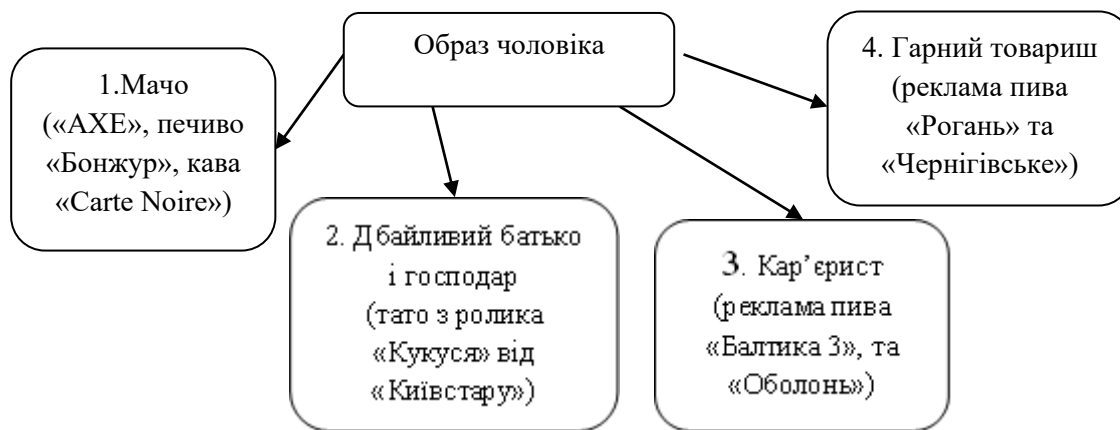 Образ чоловіка
1.Мачо
(«AXE», печиво
«Бонжур», кава
«Carte Noire»)
2. Дбайливий батько
і господар
(тато з ролика
«Кукуся» від
«Київстару»)
3. Кар’єрист
(реклама пива
«Балтика 3», та
«Оболонь»)
4. Гарний товариш
(реклама пива
«Рогань» та
«Чернігівське»)